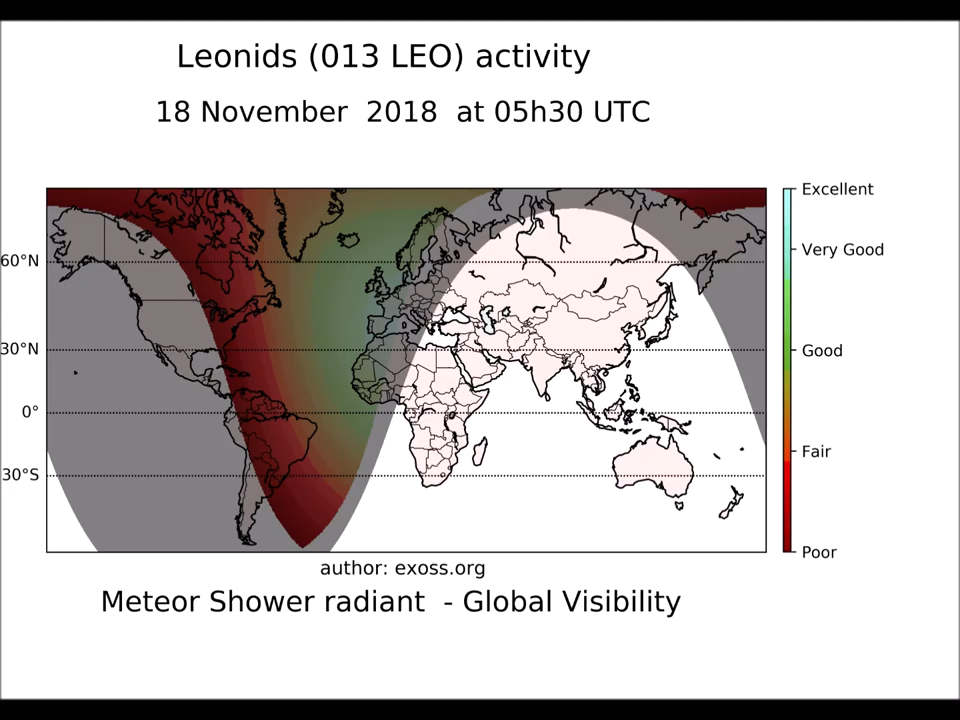 Leonids (013 LEO) activity
18 November 2018 at 05h30 UTC
Excellent
Very Good
60°N
30°N
Good
0°
Fair
30°S
Poor
author: exoss.org
Meteor Shower radiant - Global Visibility